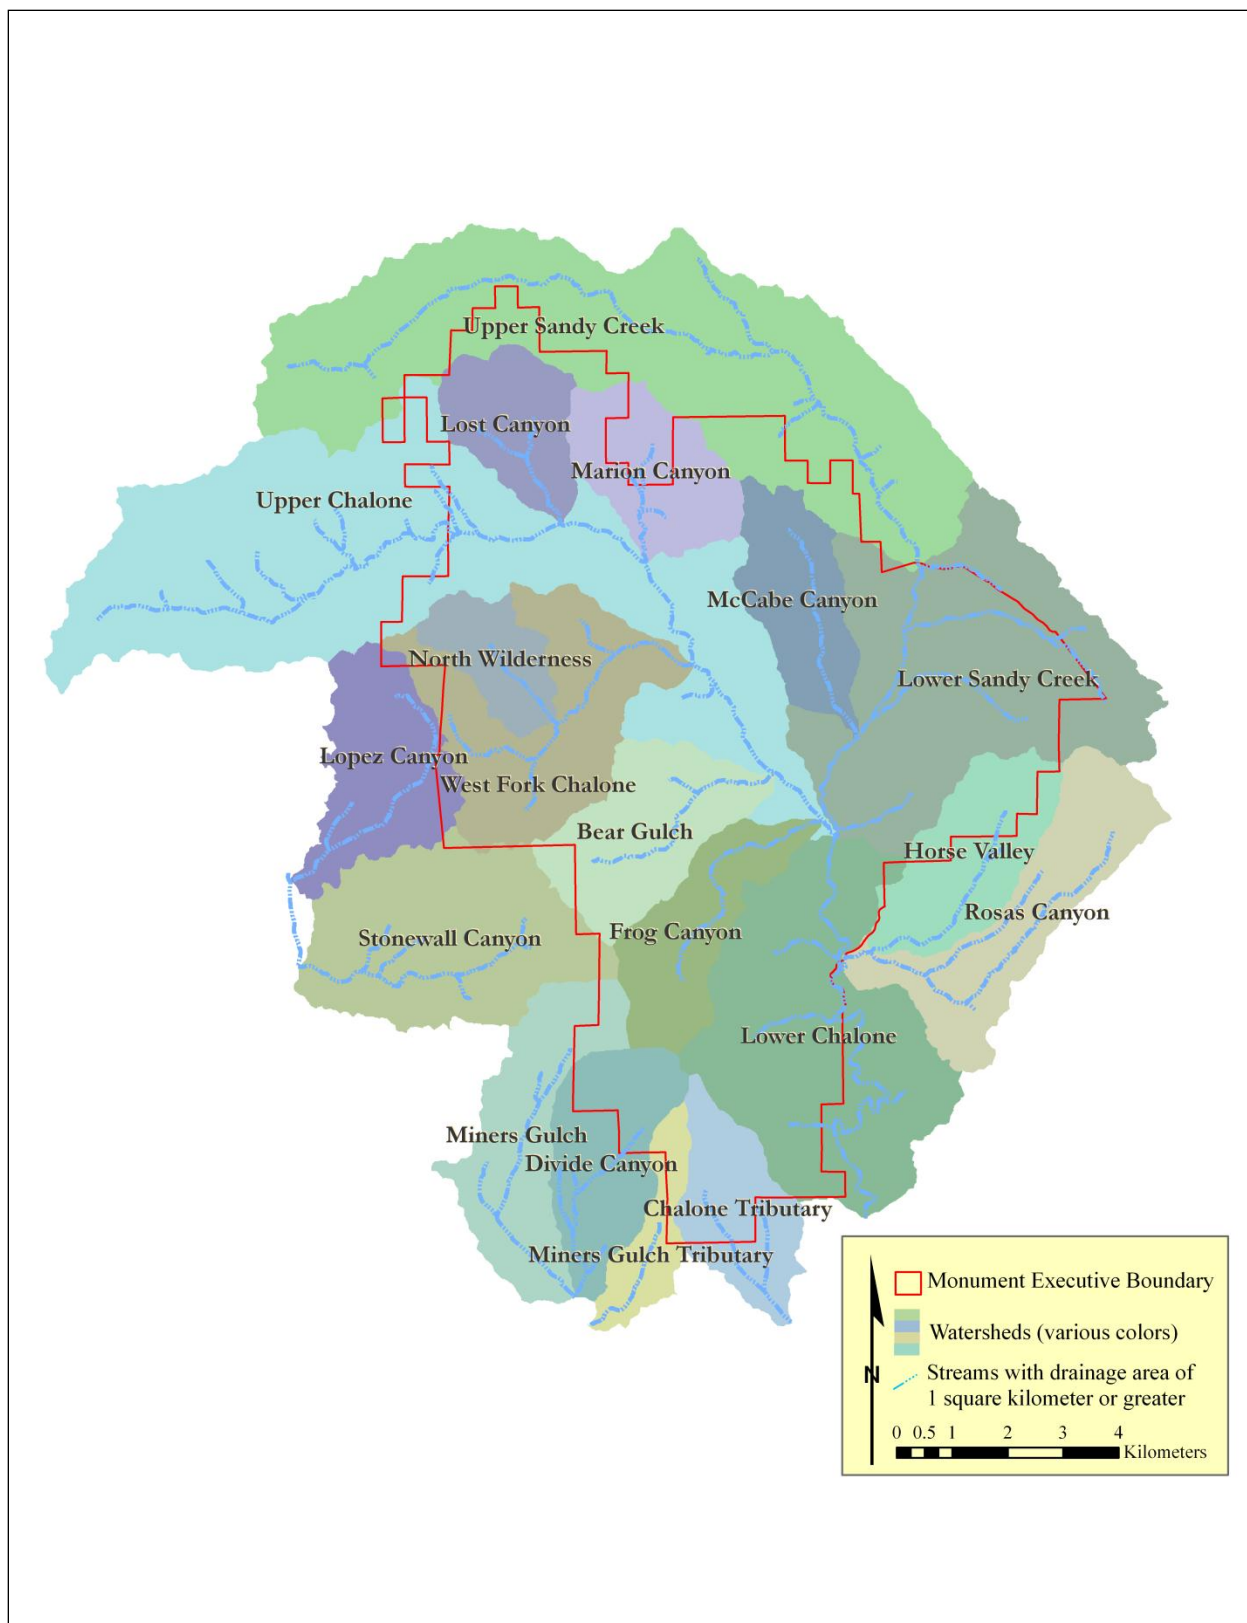 Upper Sandy Creek
Lost Canyon
Marion Canyon
Upper Chalone
McCabe Canyon
North Wilderness
Lower Sandy Creek
Lopez Canyon
West Fork Chalone
Bear Gulch
Horse Valley
Rosas Canyon
Frog Canyon
Stonewall Canyon
Lower Chalone
Miners Gulch
Divide Canyon
Chalone Tributary
Miners Gulch Tributary
Monument Executive Boundary
Watersheds (various colors)
Streams with drainage area of
1 square kilometer or greater
N
0 0.5 1 2 3 4
Kilometers